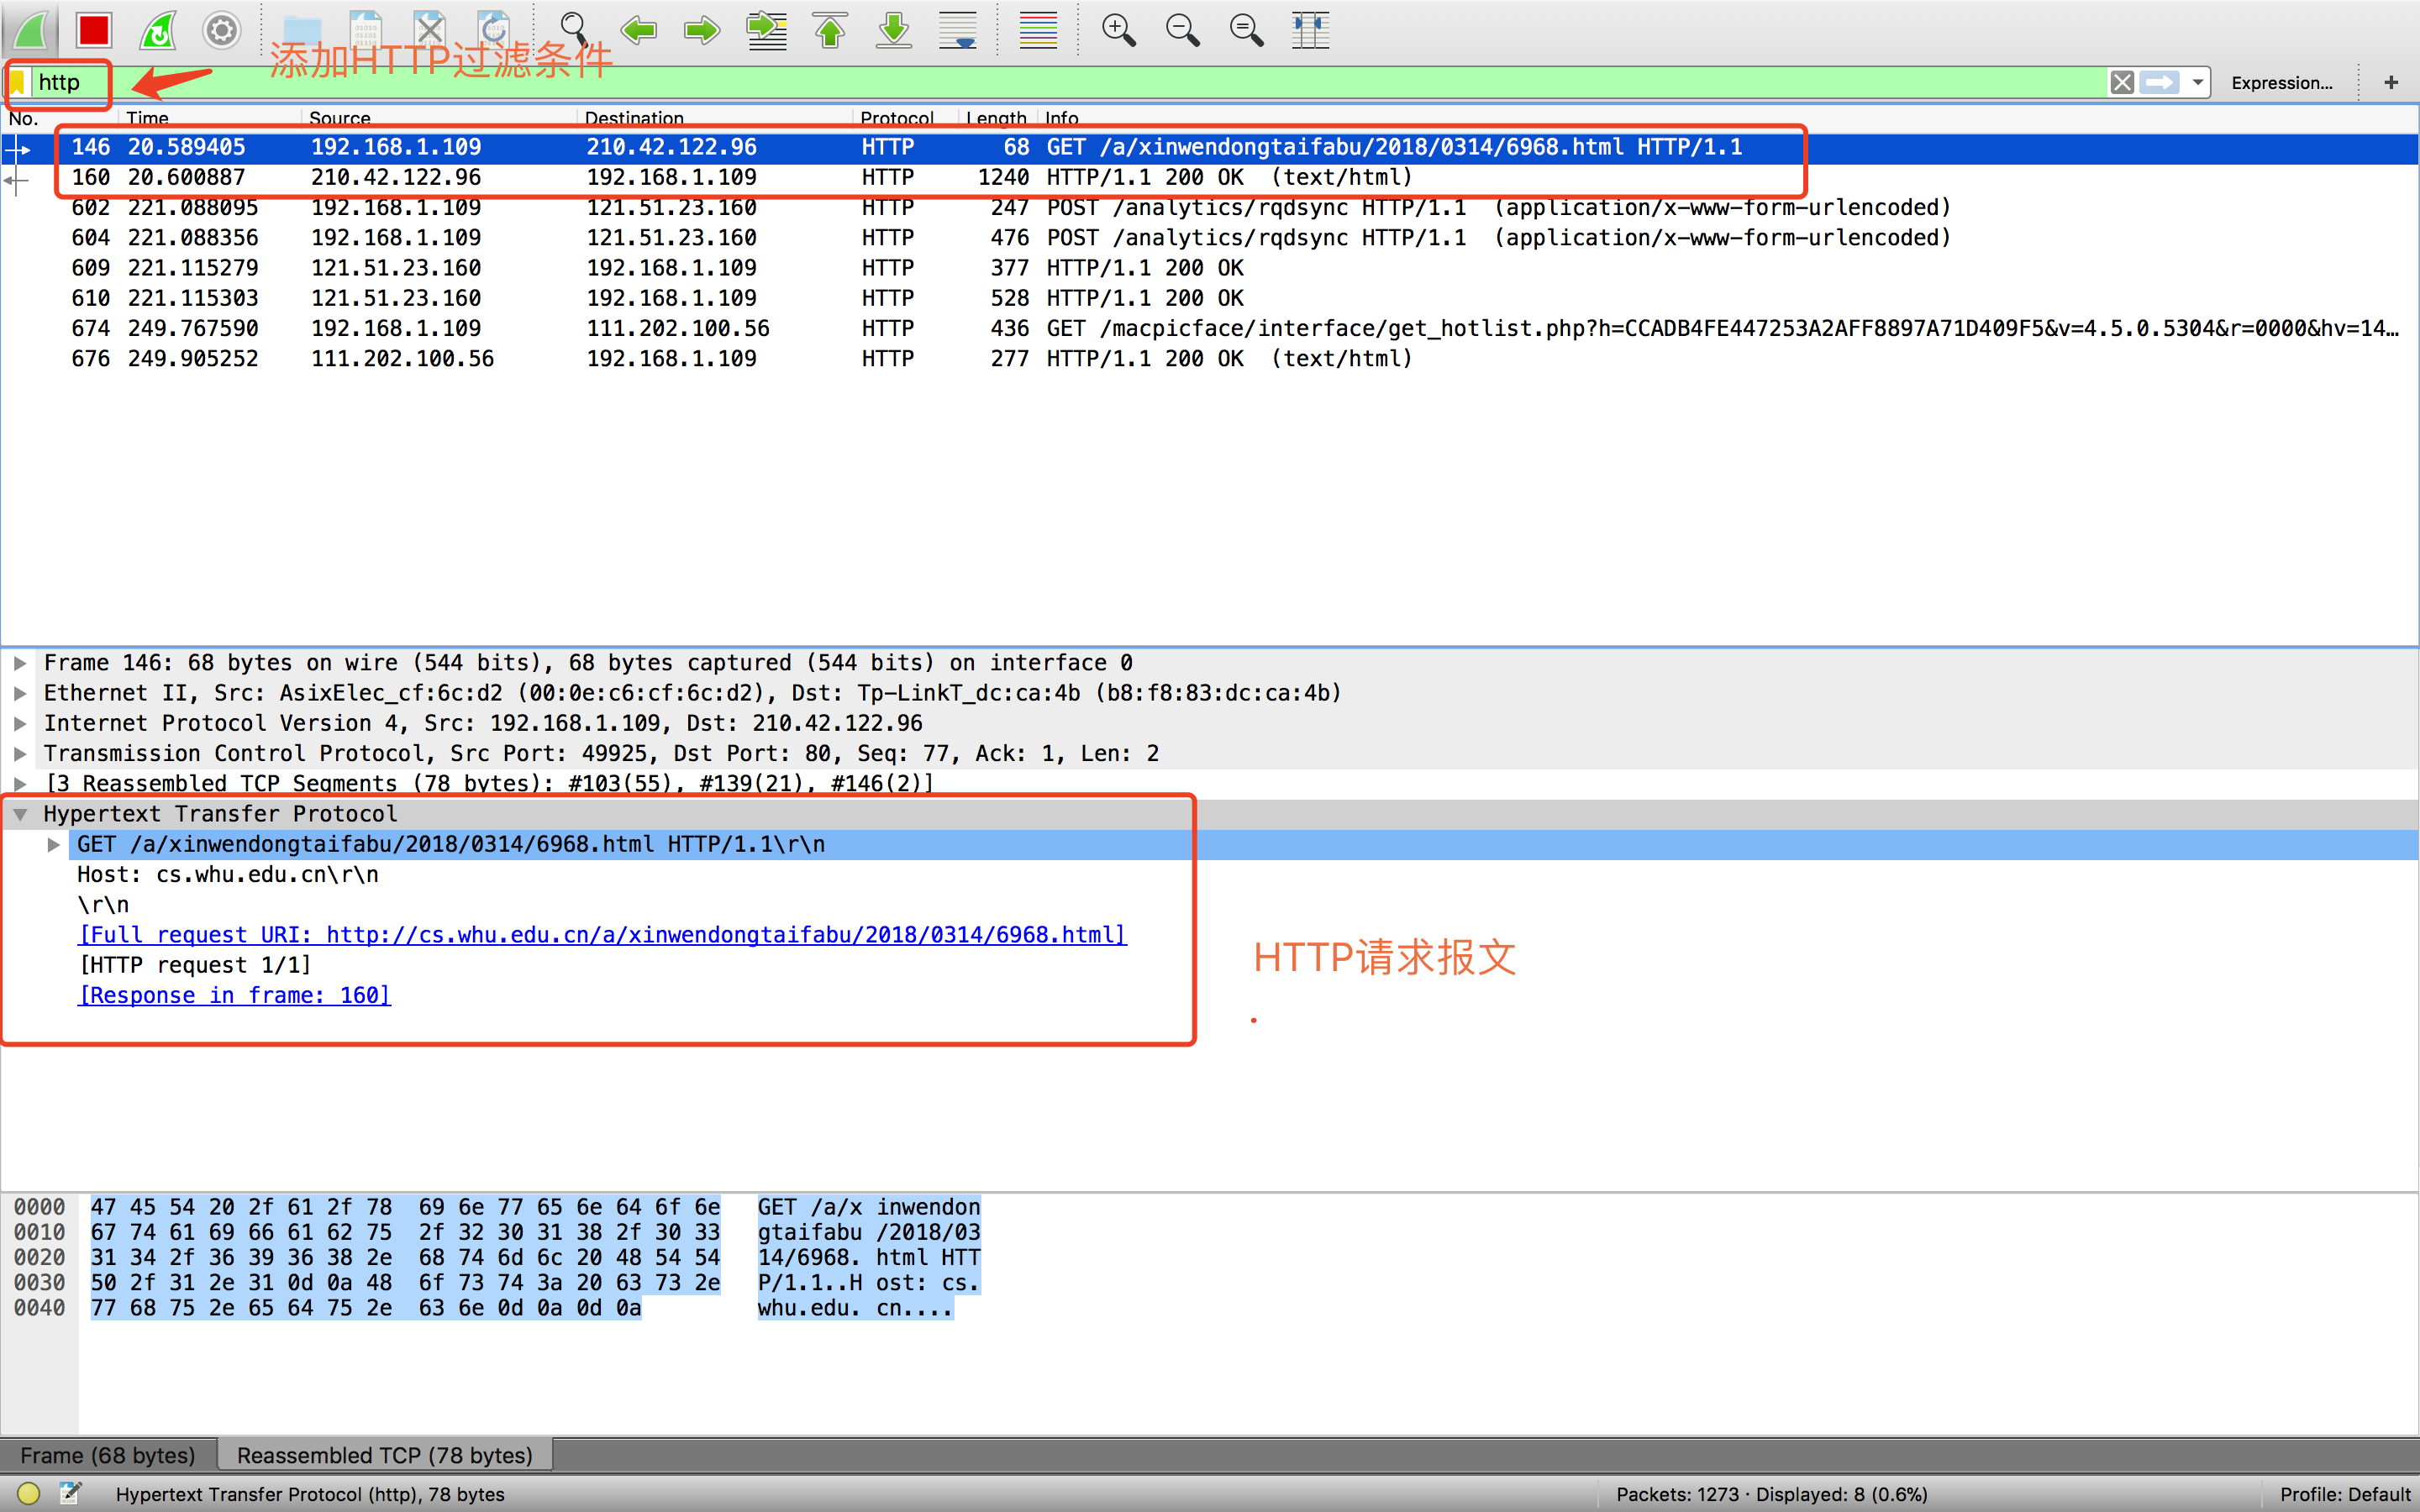 添加HTTP过滤条件
http
Expression...
+
No. Time Source Destination Protocol Length Info
146 20.589405 192.168.1.109 210.42.122.96 HTTP 68 GET /a/xinwendongtaifabu/2018/0314/6968.html HTTP/1.1
160 20.600887 210.42.122.96 192.168.1.109 HTTP 1240 HTTP/1.1 200 OK (text/html)
602 221.088095 192.168.1.109 121.51.23.160 HTTP 247 POST /analytics/rqdsync HTTP/1.1 (application/x-www-form-urlencoded)
604 221.088356 192.168.1.109 121.51.23.160 HTTP 476 POST /analytics/rqdsync HTTP/1.1 (application/x-www-form-urlencoded)
609 221.115279 121.51.23.160 192.168.1.109 HTTP 377 HTTP/1.1 200 OK
610 221.115303 121.51.23.160 192.168.1.109 HTTP 528 HTTP/1.1 200 OK
674 249.767590 192.168.1.109 111.202.100.56 HTTP 436 GET /macpicface/interface/get_hotlist.php?h=CCADB4FE447253A2AFF8897A71D409F5&v=4.5.0.5304&r=0000&hv=14…
676 249.905252 111.202.100.56 192.168.1.109 HTTP 277 HTTP/1.1 200 OK (text/html)
Frame 146: 68 bytes on wire (544 bits), 68 bytes captured (544 bits) on interface 0
Ethernet II, Src: AsixElec_cf:6c:d2 (00:0e:c6:cf:6c:d2), Dst: Tp-LinkT_dc:ca:4b (b8:f8:83:dc:ca:4b)
Internet Protocol Version 4, Src: 192.168.1.109, Dst: 210.42.122.96
Transmission Control Protocol, Src Port: 49925, Dst Port: 80, Seq: 77, Ack: 1, Len: 2
[3 Reassembled TCP Segments (78 bytes): #103(55), #139(21), #146(2)]
Hypertext Transfer Protocol
GET /a/xinwendongtaifabu/2018/0314/6968.html HTTP/1.1\r\n
Host: cs.whu.edu.cn\r\n
\r\n
[Full request URI: http://cs.whu.edu.cn/a/xinwendongtaifabu/2018/0314/6968.html]
[HTTP request 1/1]
[Response in frame: 160]
HTTP请求报文
0000 47 45 54 20 2f 61 2f 78 69 6e 77 65 6e 64 6f 6e GET /a/x inwendon
0010 67 74 61 69 66 61 62 75 2f 32 30 31 38 2f 30 33 gtaifabu /2018/03
0020 31 34 2f 36 39 36 38 2e 68 74 6d 6c 20 48 54 54 14/6968. html HTT
0030 50 2f 31 2e 31 0d 0a 48 6f 73 74 3a 20 63 73 2e P/1.1..H ost: cs.
0040 77 68 75 2e 65 64 75 2e 63 6e 0d 0a 0d 0a whu.edu. cn....
Frame (68 bytes) Reassembled TCP (78 bytes)
Hypertext Transfer Protocol (http), 78 bytes
Packets: 1273 · Displayed: 8 (0.6%)
Profile: Default